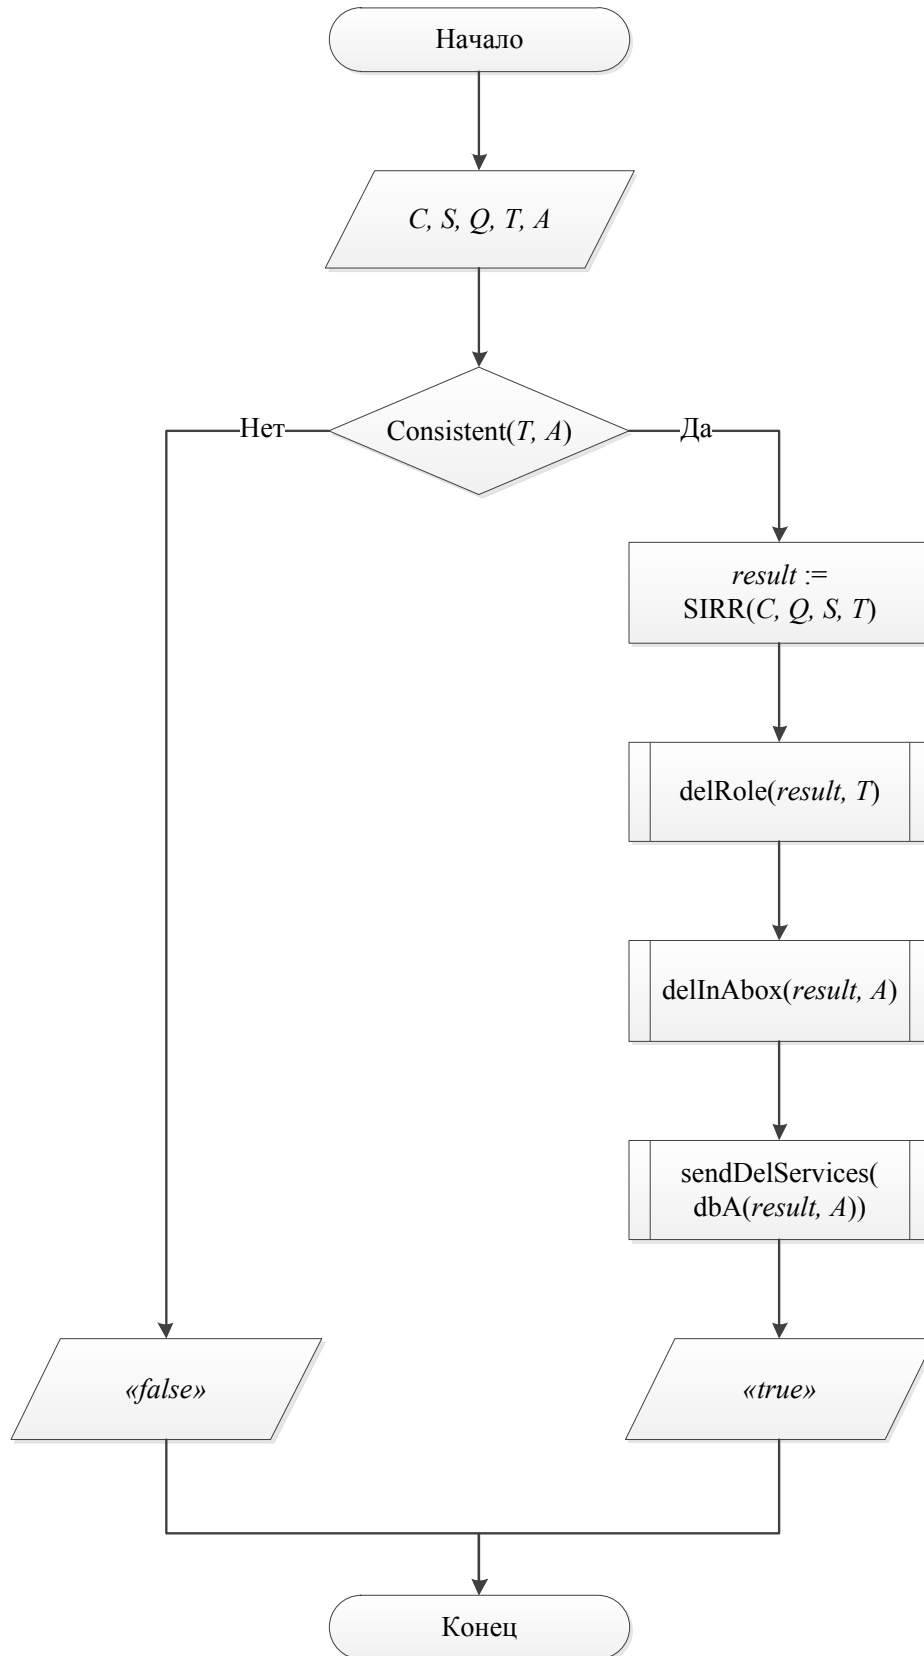 Начало
C, S, Q, T, A
Consistent(T, A)
Нет
Да
result :=
SIRR(C, Q, S, T)
delRole(result, T)
delInAbox(result, A)
sendDelServices(
dbA(result, A))
«false»
«true»
Конец